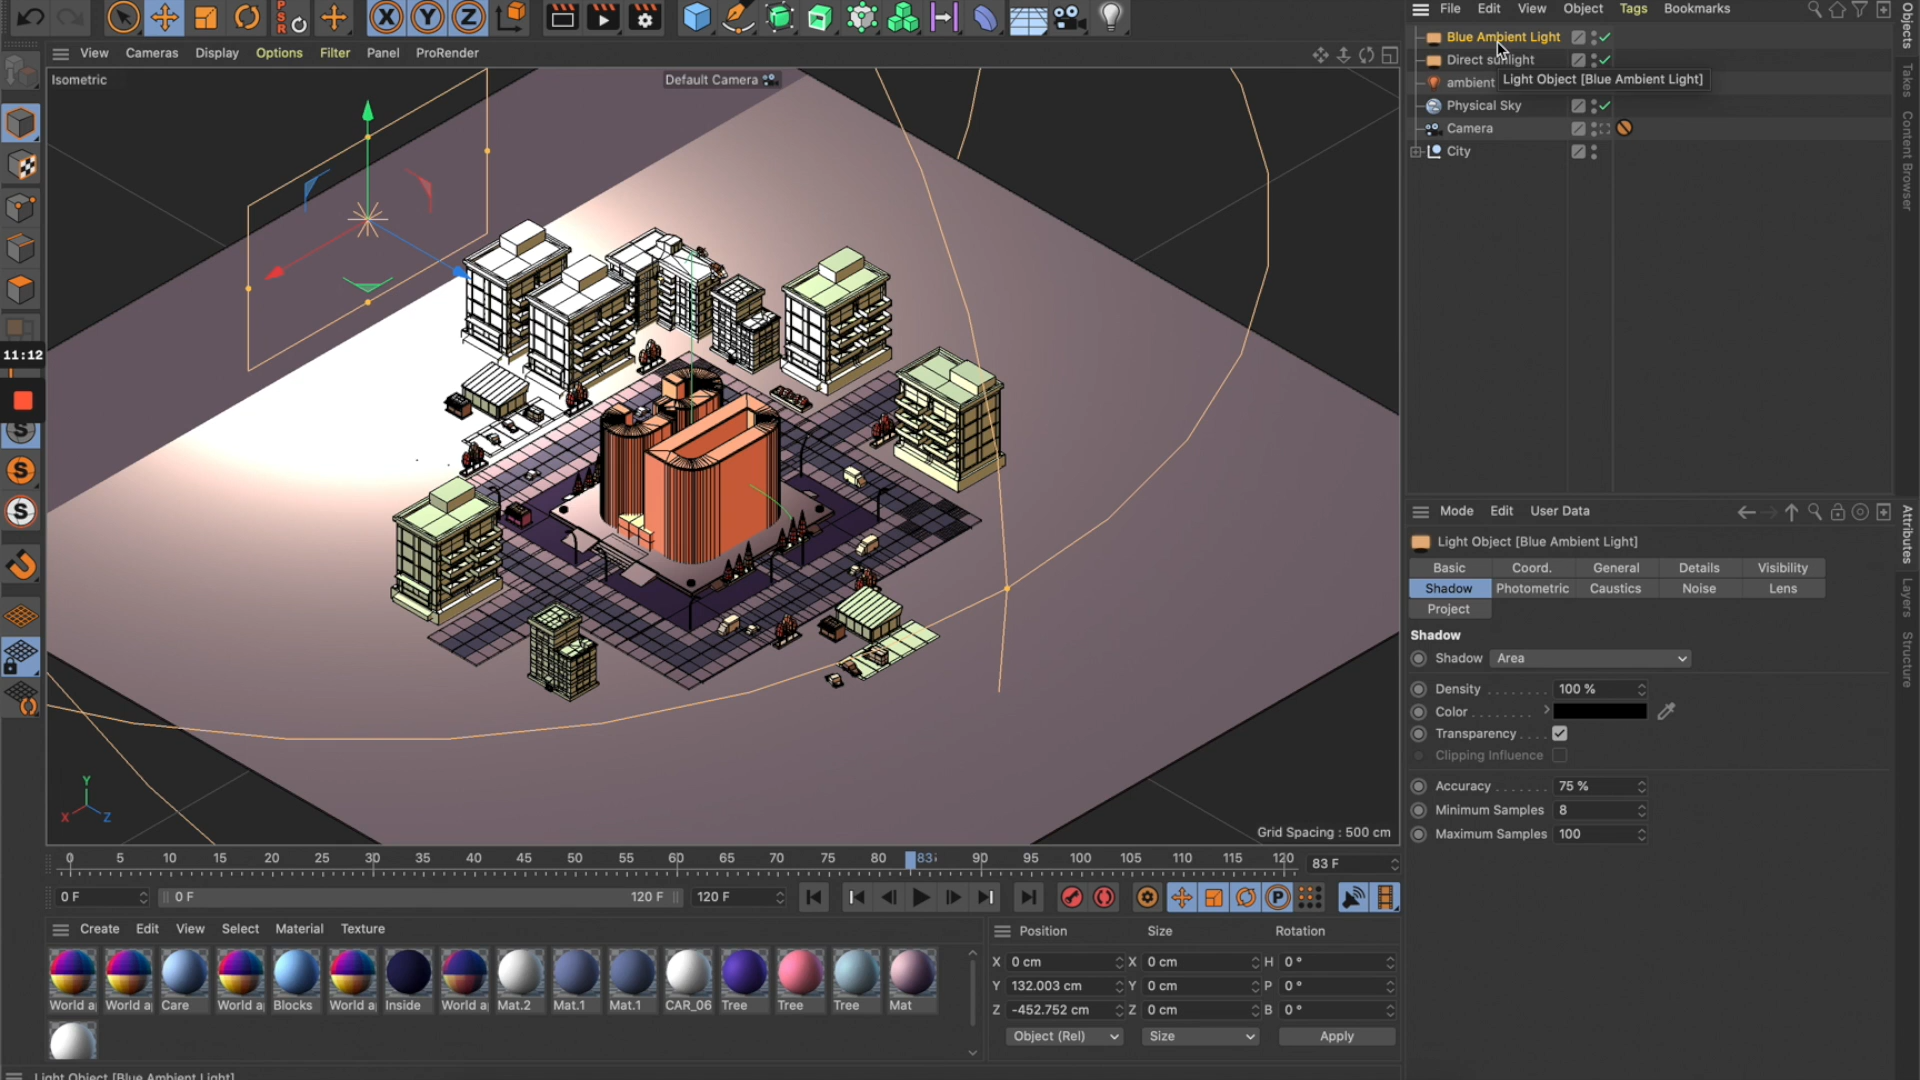 File Edit View Object Tags Bookmarks
Blue Ambient Light
Direct sunlight
ambient
Light Object [Blue Ambient Light]
Physical Sky
Camera
City
Objects
Takes
Content Browser
PSR
X Y Z
View Cameras Display Options Filter Panel ProRender
Isometric
Default Camera
11:12
S
S
S
Y
X Z
Grid Spacing : 500 cm
Mode Edit User Data
Light Object [Blue Ambient Light]
Basic Coord. General Details Visibility
Shadow Photometric Caustics Noise Lens
Project
Shadow
Shadow Area
Density 100 %
Color
Transparency
Clipping Influence
Accuracy 75 %
Minimum Samples 8
Maximum Samples 100
Attributes
Layers
Structure
0 5 10 15 20 25 30 35 40 45 50 55 60 65 70 75 80 83 90 95 100 105 110 115 120 83 F
0 F 0 F 120 F 120 F
P
Create Edit View Select Material Texture
World a World a Care World a Blocks World a Inside World a Mat.2 Mat.1 Mat.1 CAR_06 Tree Tree Tree Mat
Position Size Rotation
X 0 cm X 0 cm H 0 °
Y 132.003 cm Y 0 cm P 0 °
Z -452.752 cm Z 0 cm B 0 °
Object (Rel) Size Apply
Light Object [Blue Ambient Light]